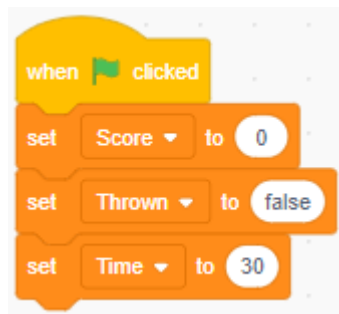 when clicked
set Score to 0
set Thrown to false
set Time to 30